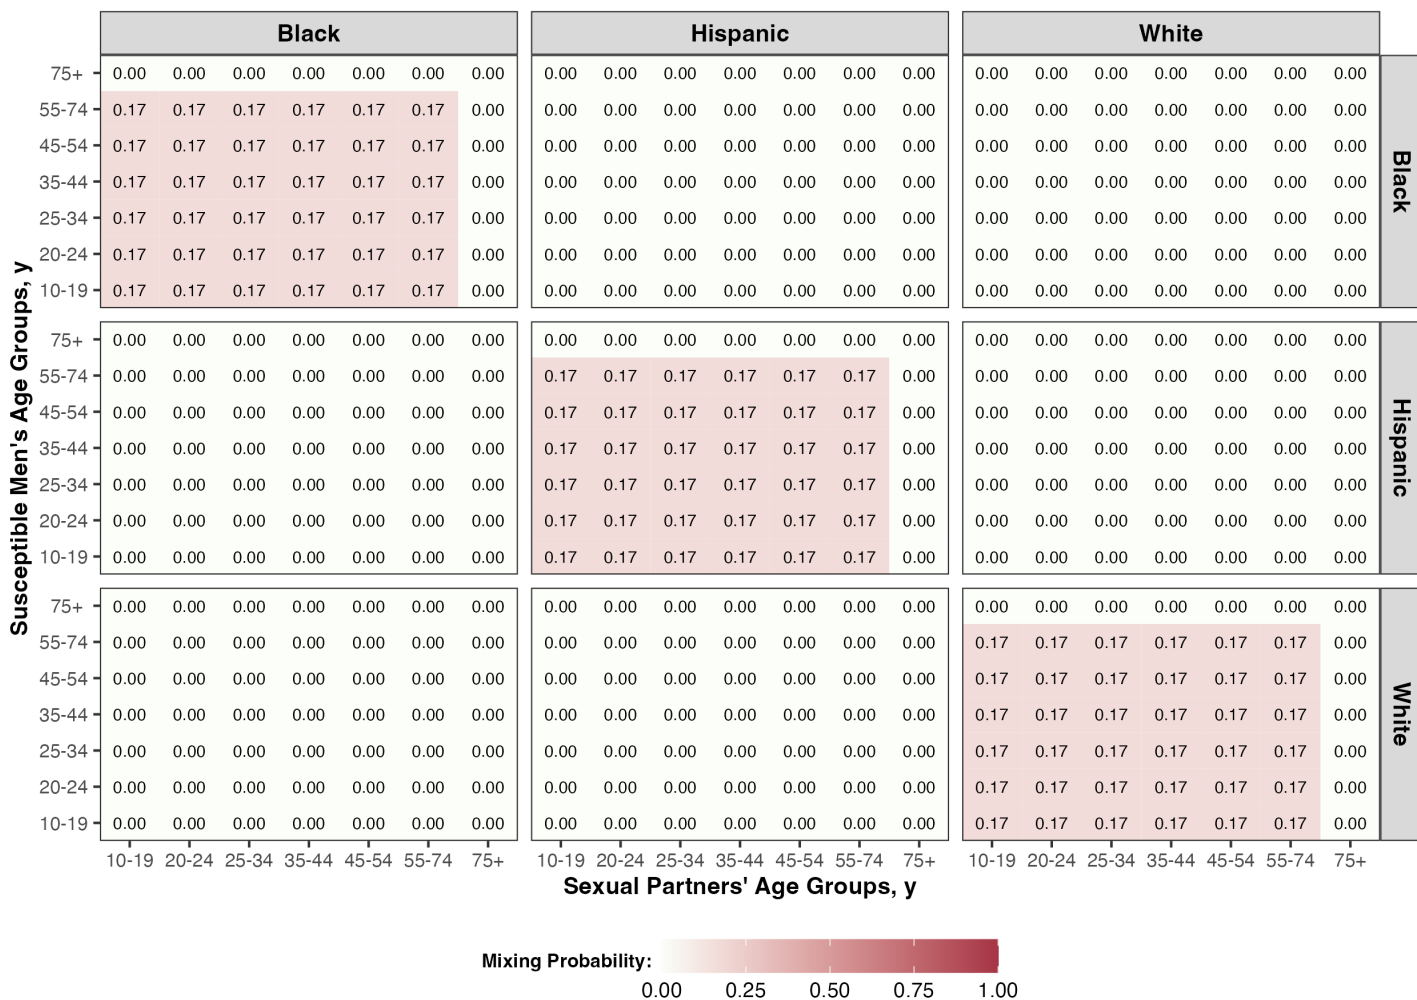 Black Hispanic White
75+ 0.00 0.00 0.00 0.00 0.00 0.00 0.00 0.00 0.00 0.00 0.00 0.00 0.00 0.00 0.00 0.00 0.00 0.00 0.00 0.00 0.00
55-74 0.17 0.17 0.17 0.17 0.17 0.17 0.00 0.00 0.00 0.00 0.00 0.00 0.00 0.00 0.00 0.00 0.00 0.00 0.00 0.00 0.00
45-54 0.17 0.17 0.17 0.17 0.17 0.17 0.00 0.00 0.00 0.00 0.00 0.00 0.00 0.00 0.00 0.00 0.00 0.00 0.00 0.00 0.00
35-44 0.17 0.17 0.17 0.17 0.17 0.17 0.00 0.00 0.00 0.00 0.00 0.00 0.00 0.00 0.00 0.00 0.00 0.00 0.00 0.00 0.00
25-34 0.17 0.17 0.17 0.17 0.17 0.17 0.00 0.00 0.00 0.00 0.00 0.00 0.00 0.00 0.00 0.00 0.00 0.00 0.00 0.00 0.00
20-24 0.17 0.17 0.17 0.17 0.17 0.17 0.00 0.00 0.00 0.00 0.00 0.00 0.00 0.00 0.00 0.00 0.00 0.00 0.00 0.00 0.00
10-19 0.17 0.17 0.17 0.17 0.17 0.17 0.00 0.00 0.00 0.00 0.00 0.00 0.00 0.00 0.00 0.00 0.00 0.00 0.00 0.00 0.00
Black
75+ 0.00 0.00 0.00 0.00 0.00 0.00 0.00 0.00 0.00 0.00 0.00 0.00 0.00 0.00 0.00 0.00 0.00 0.00 0.00 0.00 0.00
55-74 0.00 0.00 0.00 0.00 0.00 0.00 0.00 0.17 0.17 0.17 0.17 0.17 0.17 0.00 0.00 0.00 0.00 0.00 0.00 0.00 0.00
45-54 0.00 0.00 0.00 0.00 0.00 0.00 0.00 0.17 0.17 0.17 0.17 0.17 0.17 0.00 0.00 0.00 0.00 0.00 0.00 0.00 0.00
35-44 0.00 0.00 0.00 0.00 0.00 0.00 0.00 0.17 0.17 0.17 0.17 0.17 0.17 0.00 0.00 0.00 0.00 0.00 0.00 0.00 0.00
25-34 0.00 0.00 0.00 0.00 0.00 0.00 0.00 0.17 0.17 0.17 0.17 0.17 0.17 0.00 0.00 0.00 0.00 0.00 0.00 0.00 0.00
20-24 0.00 0.00 0.00 0.00 0.00 0.00 0.00 0.17 0.17 0.17 0.17 0.17 0.17 0.00 0.00 0.00 0.00 0.00 0.00 0.00 0.00
10-19 0.00 0.00 0.00 0.00 0.00 0.00 0.00 0.17 0.17 0.17 0.17 0.17 0.17 0.00 0.00 0.00 0.00 0.00 0.00 0.00 0.00
Hispanic
75+ 0.00 0.00 0.00 0.00 0.00 0.00 0.00 0.00 0.00 0.00 0.00 0.00 0.00 0.00 0.00 0.00 0.00 0.00 0.00 0.00 0.00
55-74 0.00 0.00 0.00 0.00 0.00 0.00 0.00 0.00 0.00 0.00 0.00 0.00 0.00 0.00 0.17 0.17 0.17 0.17 0.17 0.17 0.00
45-54 0.00 0.00 0.00 0.00 0.00 0.00 0.00 0.00 0.00 0.00 0.00 0.00 0.00 0.00 0.17 0.17 0.17 0.17 0.17 0.17 0.00
35-44 0.00 0.00 0.00 0.00 0.00 0.00 0.00 0.00 0.00 0.00 0.00 0.00 0.00 0.00 0.17 0.17 0.17 0.17 0.17 0.17 0.00
25-34 0.00 0.00 0.00 0.00 0.00 0.00 0.00 0.00 0.00 0.00 0.00 0.00 0.00 0.00 0.17 0.17 0.17 0.17 0.17 0.17 0.00
20-24 0.00 0.00 0.00 0.00 0.00 0.00 0.00 0.00 0.00 0.00 0.00 0.00 0.00 0.00 0.17 0.17 0.17 0.17 0.17 0.17 0.00
10-19 0.00 0.00 0.00 0.00 0.00 0.00 0.00 0.00 0.00 0.00 0.00 0.00 0.00 0.00 0.17 0.17 0.17 0.17 0.17 0.17 0.00
White
10-19 20-24 25-34 35-44 45-54 55-74 75+ 10-19 20-24 25-34 35-44 45-54 55-74 75+ 10-19 20-24 25-34 35-44 45-54 55-74 75+
Susceptible Men's Age Groups, y
Sexual Partners' Age Groups, y
Mixing Probability:
0.00 0.25 0.50 0.75 1.00